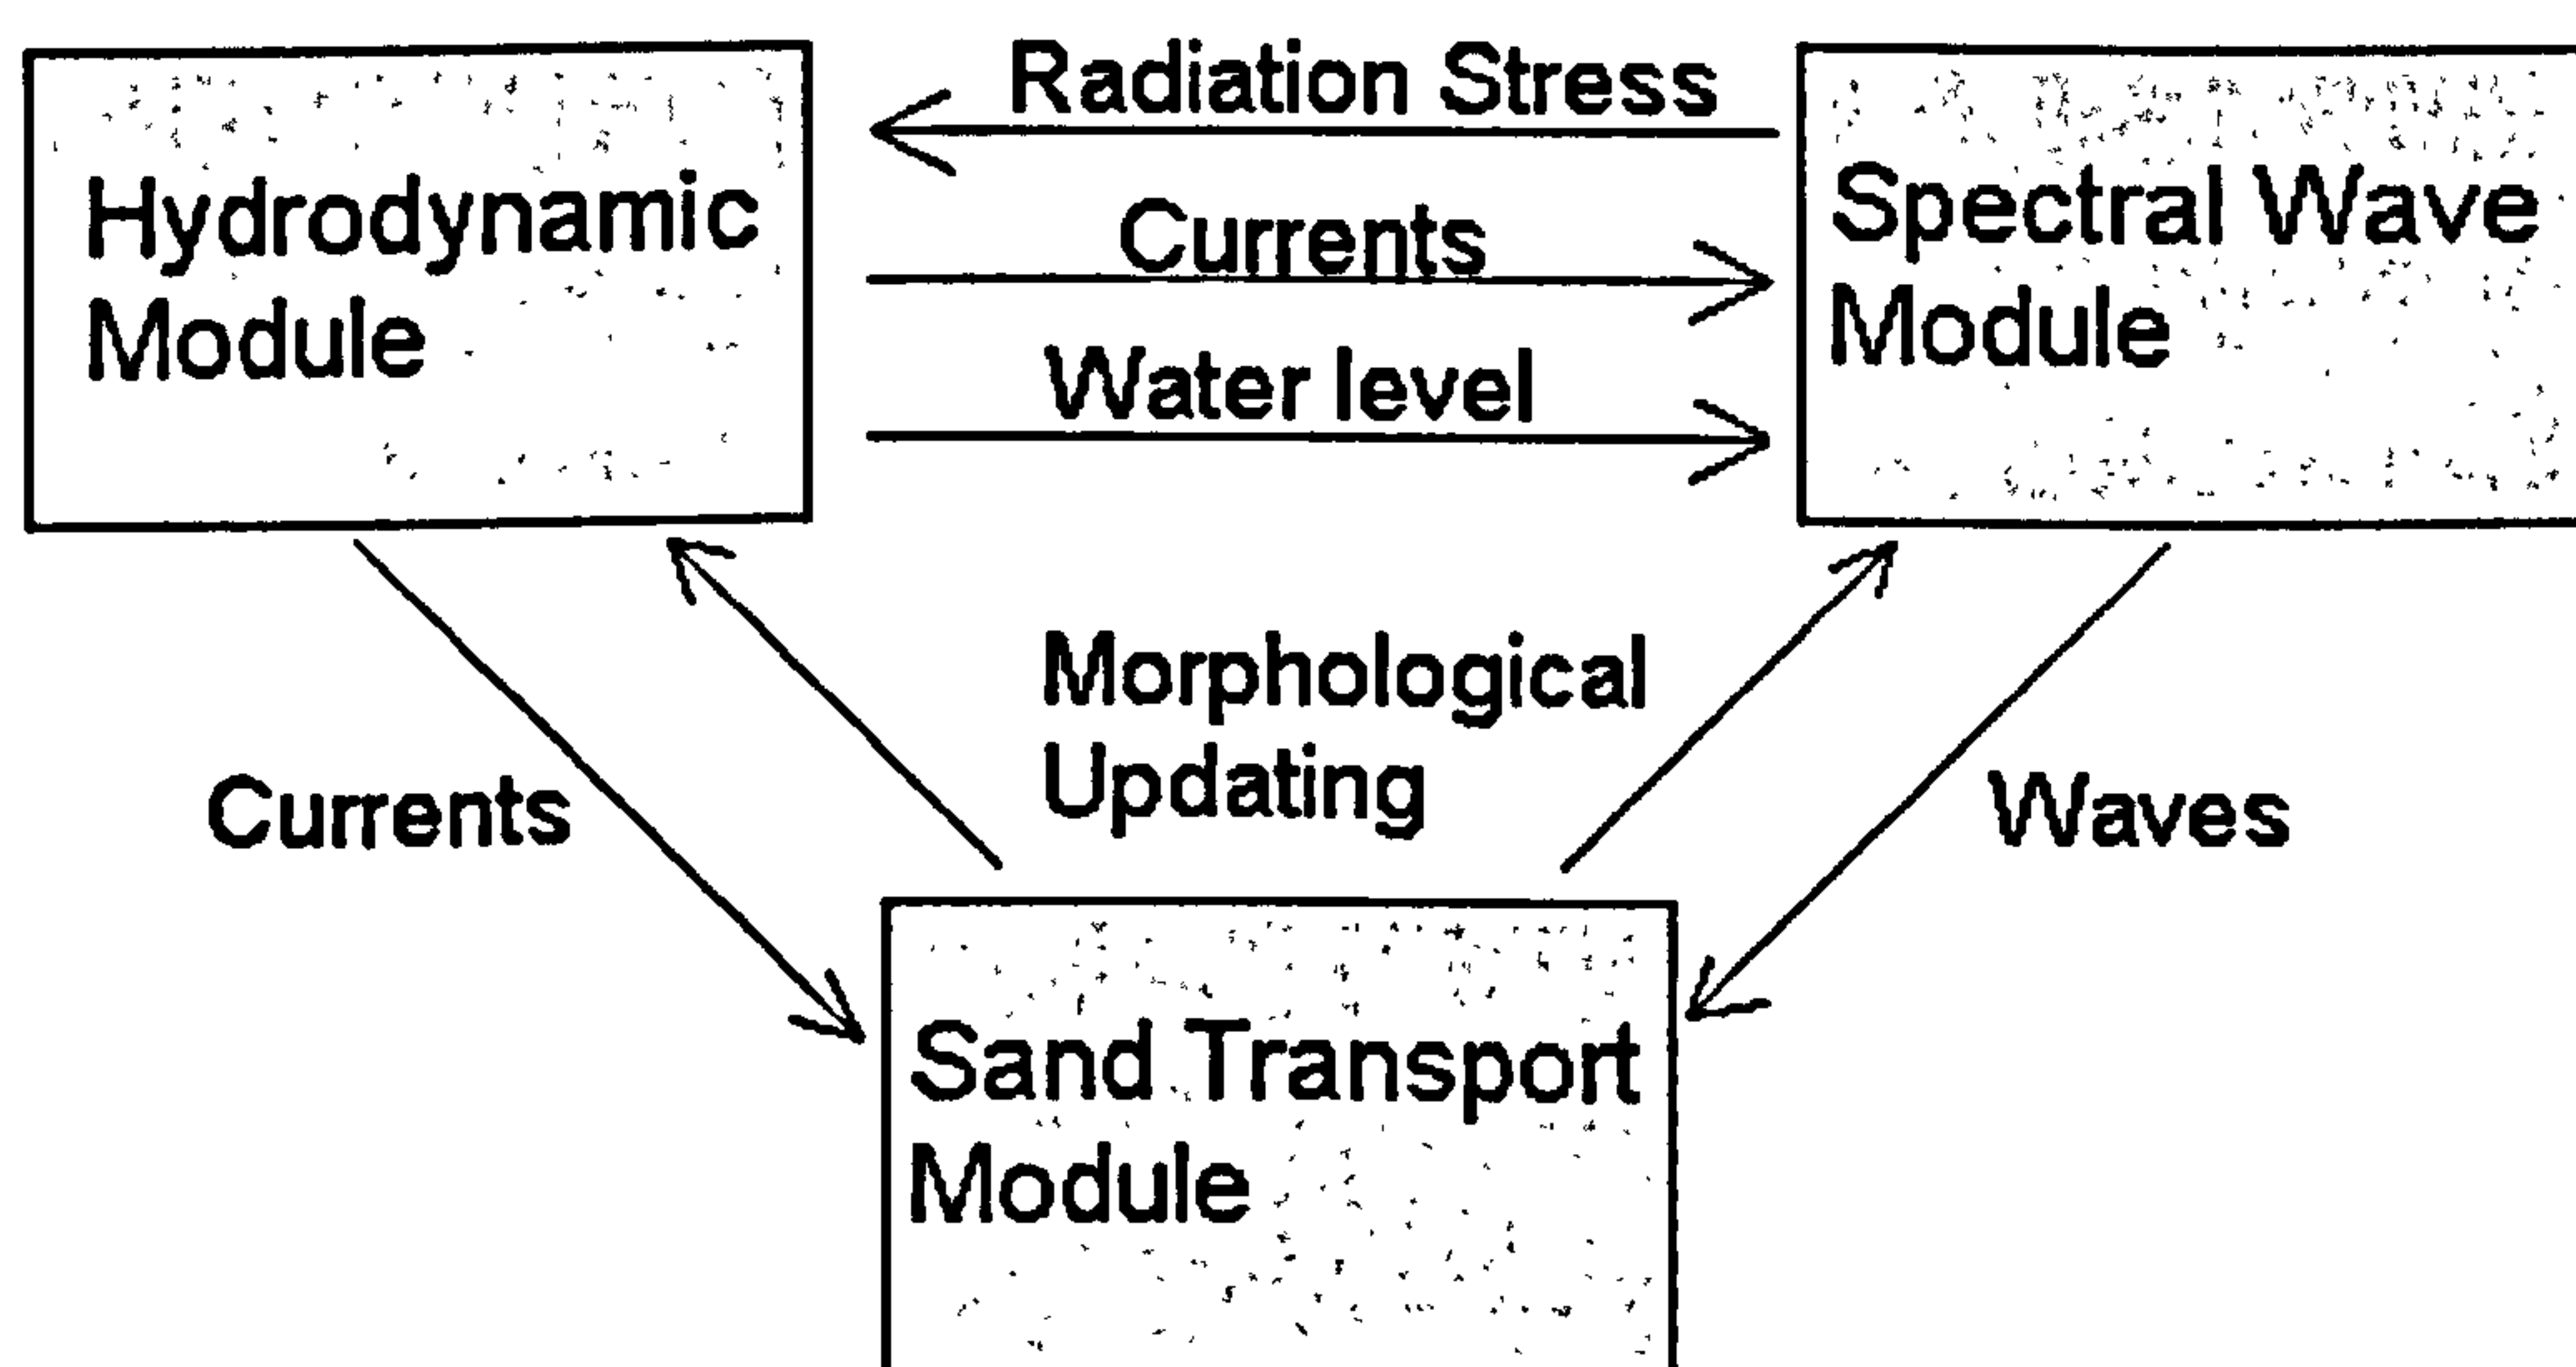 Radiation Stress
Hydrodynamic
Module
Currents
Water level
Spectral Wave
Module
Morphological
Updating
Currents
Waves
Sand Transport
Module